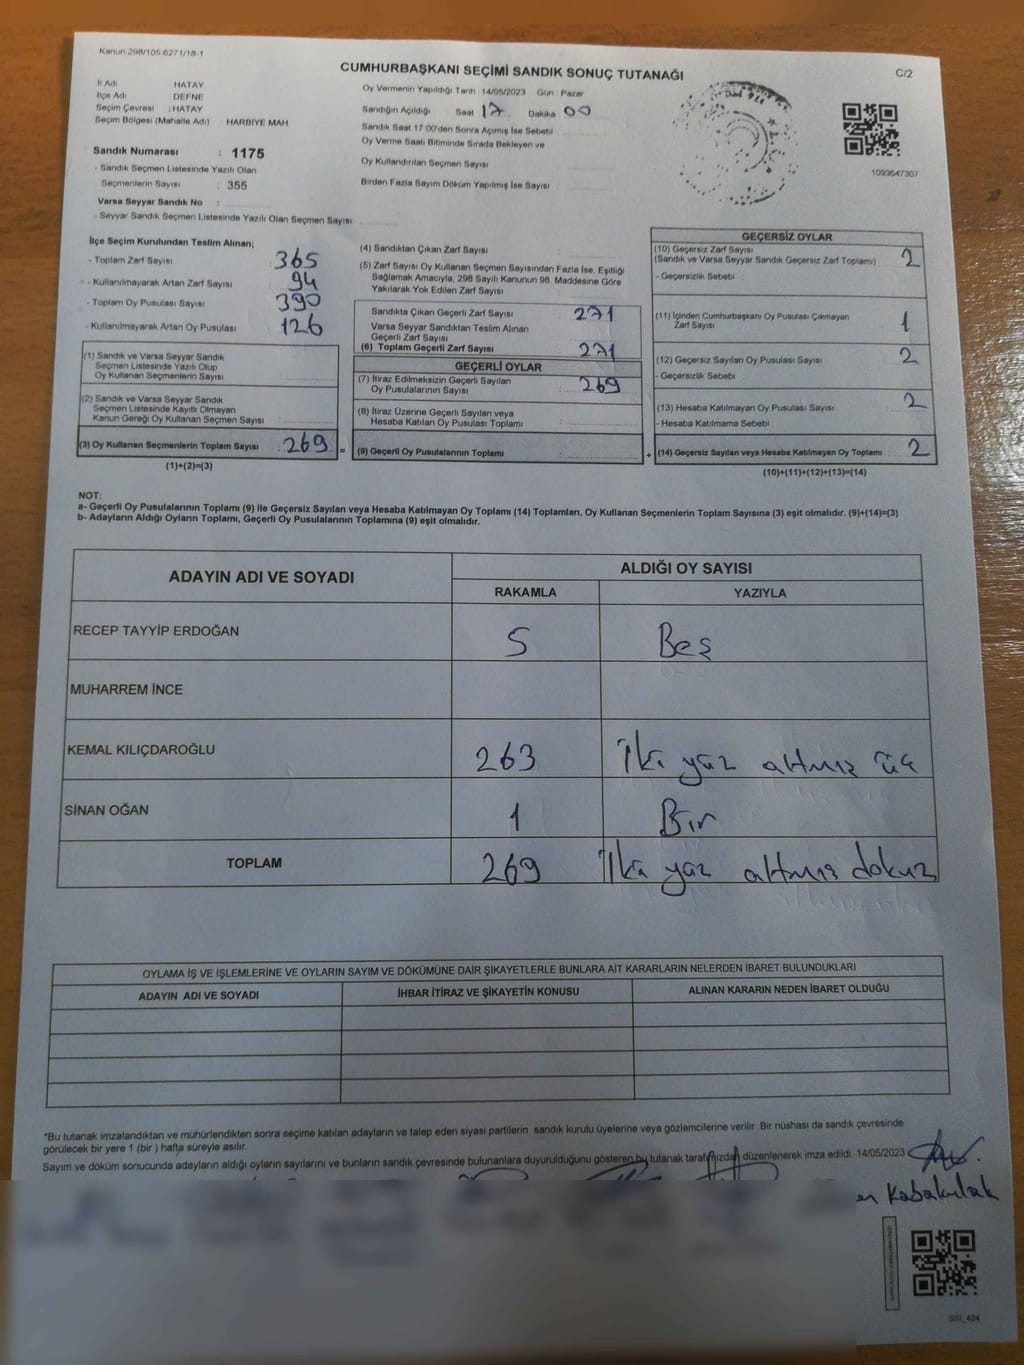 Kanun 298/105,6271/18-1
CUMHURBAŞKANI SEÇİMİ SANDIK SONUÇ TUTANAĞI
C/2
İl Adı HATAY
İlçe Adı DEFNE
Seçim Çevresi :HATAY
Seçim Bölgesi (Mahalle Adı) : HARBİYE MAH
Oy Vermenin Yapıldığı Tarih :14/05/2023 Gün : Pazar
Sandığın Açıldığı Saat 17 Dakika 00
Sandık Saat 17:00'den Sonra Açımış İse Sebebi
Oy Verme Saati Bitiminde Sırada Bekleyen ve
Oy Kullandırılan Seçmen Sayısı
Birden Fazla Sayım Döküm Yapılmış İse Sayısı
1093647307
Sandık Numarası : 1175
- Sandık Seçmen Listesinde Yazılı Olan
Seçmenlerin Sayısı : 355
Varsa Seyyar Sandık No :
- Seyyar Sandık Seçmen Listesinde Yazılı Olan Seçmen Sayısı
İlçe Seçim Kurulundan Teslim Alınan;
- Toplam Zarf Sayısı 365
- Kullanılmayarak Artan Zarf Sayısı 94
- Toplam Oy Pusulası Sayısı 390
- Kullanılmayarak Artan Oy Pusulası 126
(1) Sandık ve Varsa Seyyar Sandık
Seçmen Listesinde Yazılı Olup
Oy Kullanan Seçmenlerin Sayısı :
(2) Sandık ve Varsa Seyyar Sandık
Seçmen Listesinde Kayıtlı Olmayan
Kanun Gereği Oy Kullanan Seçmen Sayısı :
(3) Oy Kullanan Seçmenlerin Toplam Sayısı : 269
(1)+(2)=(3)
=
(4) Sandıktan Çıkan Zarf Sayısı
(5) Zarf Sayısı Oy Kullanan Seçmen Sayısından Fazla İse, Eşitliği
Sağlamak Amacıyla, 298 Sayılı Kanunun 98. Maddesine Göre
Yakılarak Yok Edilen Zarf Sayısı
Sandıkta Çıkan Geçerli Zarf Sayısı : 271
Varsa Seyyar Sandıktan Teslim Alınan
Geçerli Zarf Sayısı
(6) Toplam Geçerli Zarf Sayısı 271
GEÇERLİ OYLAR
(7) İtiraz Edilmeksizin Geçerli Sayılan
Oy Pusulalarının Sayısı : 269
(8) İtiraz Üzerine Geçerli Sayılan veya
Hesaba Katılan Oy Pusulası Toplamı :
(9) Geçerli Oy Pusulalarının Toplamı :
+
GEÇERSİZ OYLAR
(10) Geçersiz Zarf Sayısı
(Sandık ve Varsa Seyyar Sandık Geçersiz Zarf Toplamı) : 2
- Geçersizlik Sebebi :
(11) İçinden Cumhurbaşkanı Oy Pusulası Çıkmayan
Zarf Sayısı 1
(12) Geçersiz Sayılan Oy Pusulası Sayısı : 2
- Geçersizlik Sebebi :
(13) Hesaba Katılmayan Oy Pusulası Sayısı : 2
- Hesaba Katılmama Sebebi :
(14) Geçersiz Sayılan veya Hesaba Katılmayan Oy Toplamı : 2
(10)+(11)+(12)+(13)=(14)
NOT:
a- Geçerli Oy Pusulalarının Toplamı (9) ile Geçersiz Sayılan veya Hesaba Katılmayan Oy Toplamı (14) Toplamları, Oy Kullanan Seçmenlerin Toplam Sayısına (3) eşit olmalıdır. (9)+(14)=(3)
b- Adayların Aldığı Oyların Toplamı, Geçerli Oy Pusulalarının Toplamına (9) eşit olmalıdır.
ADAYIN ADI VE SOYADI
ALDIĞI OY SAYISI
RAKAMLA YAZIYLA
RECEP TAYYİP ERDOĞAN 5 Beş
MUHARREM İNCE
KEMAL KILIÇDAROĞLU 263 İki yüz altmış üç
SİNAN OĞAN 1 Bir
TOPLAM 269 İki yüz altmış dokuz
OYLAMA İŞ VE İŞLEMLERİNE VE OYLARIN SAYIM VE DÖKÜMÜNE DAİR ŞİKAYETLERLE BUNLARA AİT KARARLARIN NELERDEN İBARET BULUNDUKLARI
ADAYIN ADI VE SOYADI
İHBAR İTİRAZ VE ŞİKAYETİN KONUSU
ALINAN KARARIN NEDEN İBARET OLDUĞU
*Bu tutanak imzalandıktan ve mühürlendikten sonra seçime katılan adayların ve talep eden siyasi partilerin sandık kurulu üyelerine veya gözlemcilerine verilir .Bir nüshası da sandık çevresinde
görülecek bir yere 1 (bir ) hafta süreyle asılır.
Sayım ve döküm sonucunda adayların aldığı oyların sayılarını ve bunların sandık çevresinde bulunanlara duyurulduğunu gösteren bu tutanak tarafımızdan düzenlenerek imza edildi. 14/05/2023
en Kabakulak
SSI_404